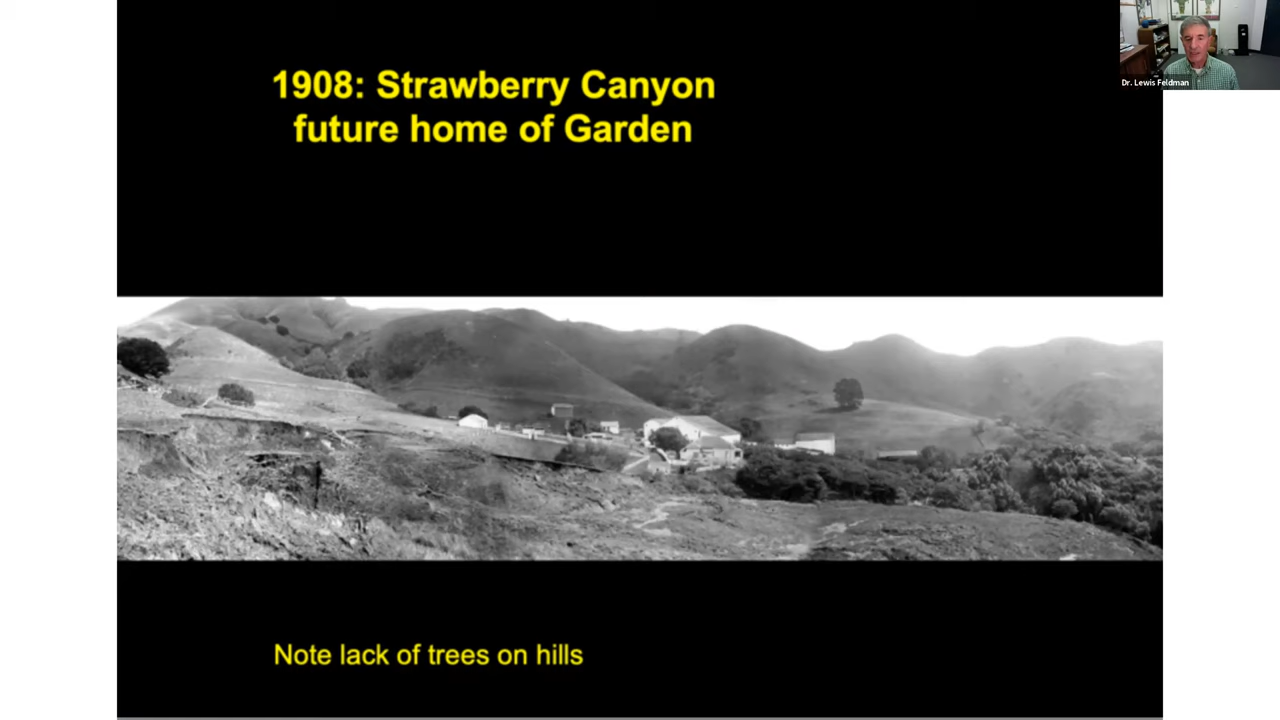 1908: Strawberry Canyon
future home of Garden
Dr. Lewis Feldman
Note lack of trees on hills